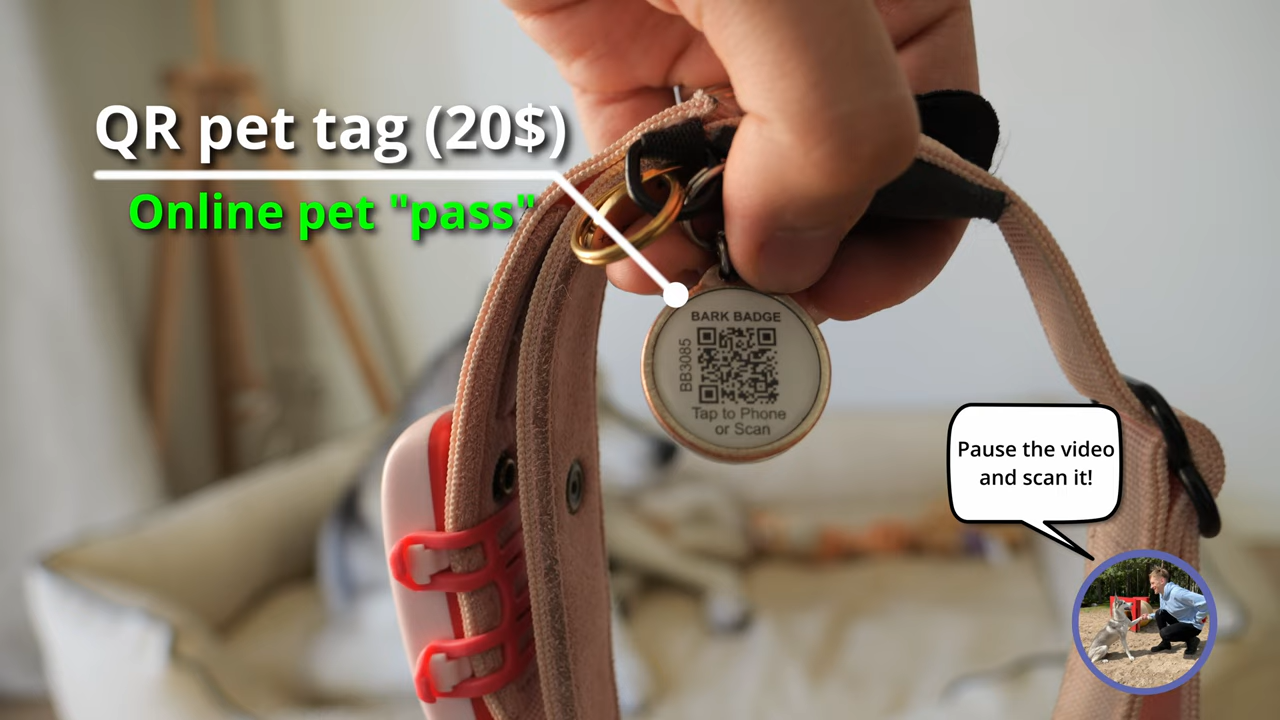 QR pet tag (20$)
Online pet "pass"
BARK BADGE
BB3085
Tap to Phone
or Scan
Pause the video
and scan it!